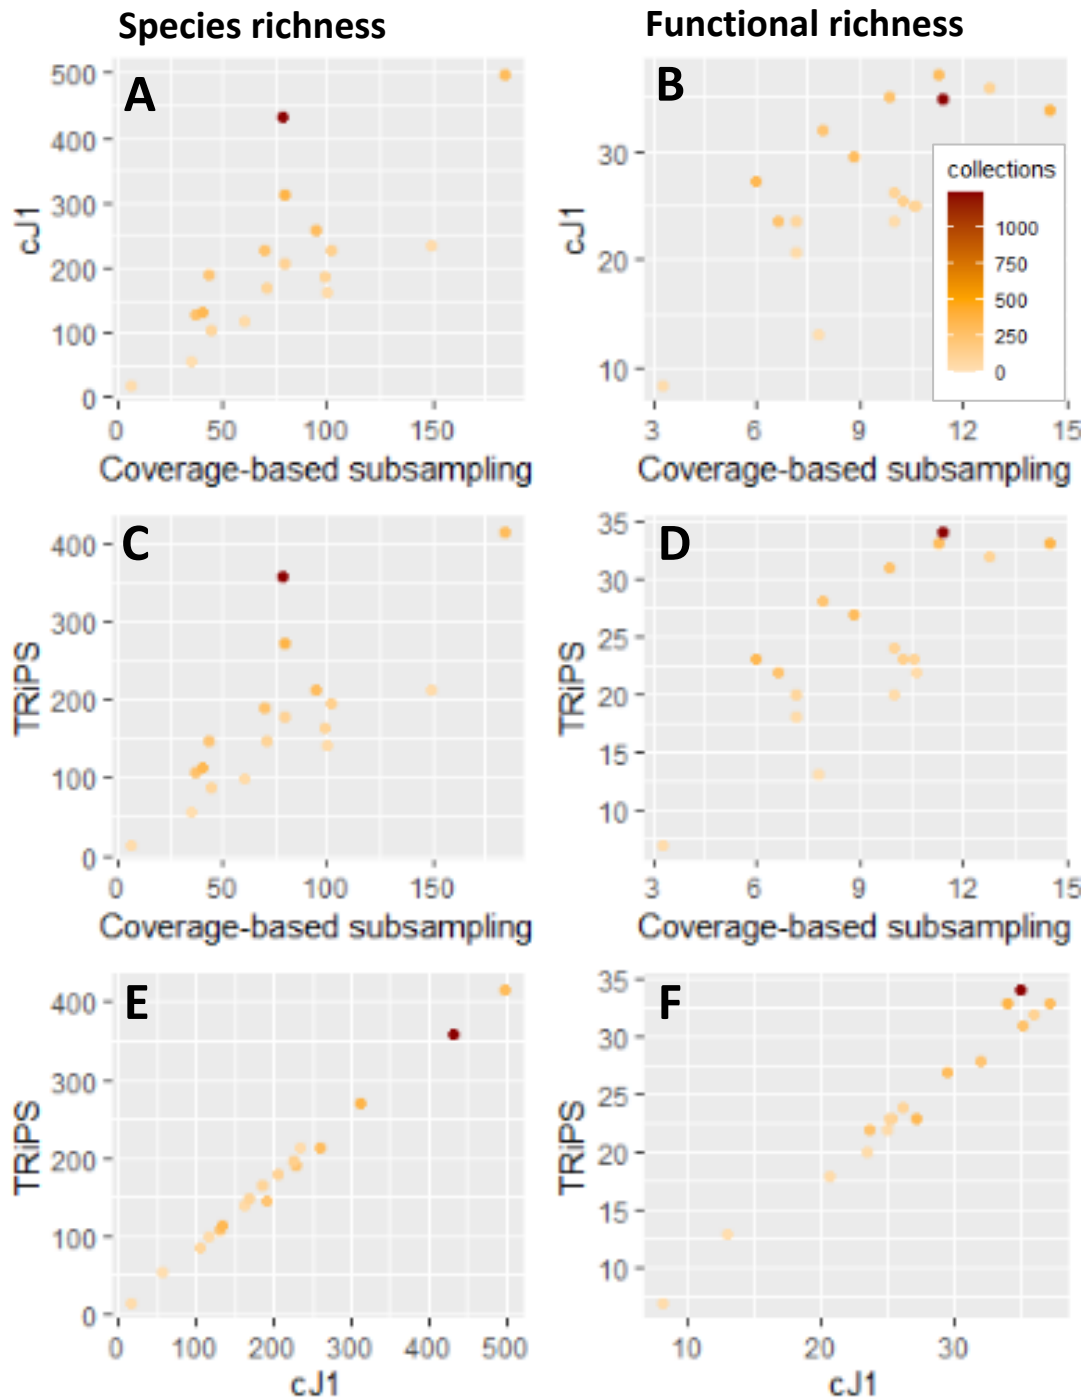 Species richness
Functional richness
A
500
400
300
200
100
0
cJ1
0 50 100 150
Coverage-based subsampling
B
30
20
10
cJ1
collections
1000
750
500
250
0
3 6 9 12 15
Coverage-based subsampling
C
400
300
200
100
0
TRiPS
0 50 100 150
Coverage-based subsampling
D
35
30
25
20
15
10
TRiPS
3 6 9 12 15
Coverage-based subsampling
E
400
300
200
100
0
TRiPS
0 100 200 300 400 500
cJ1
F
35
30
25
20
15
10
TRiPS
10 20 30
cJ1